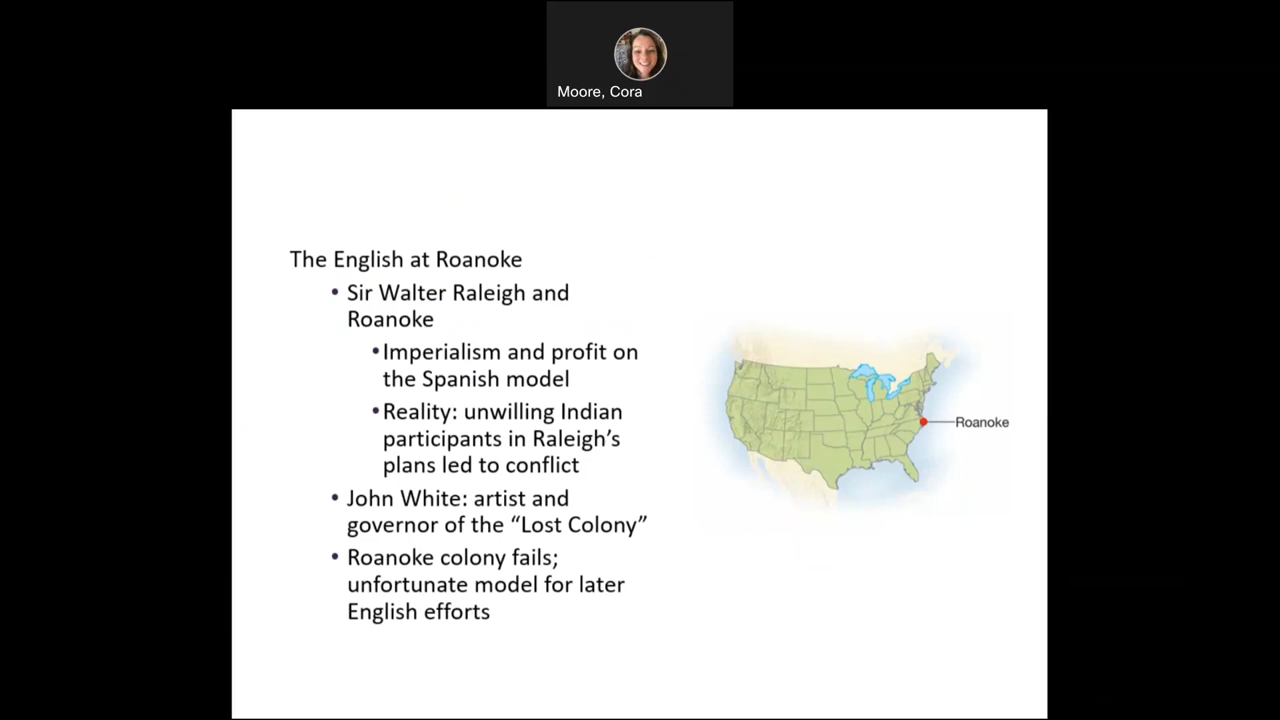 Moore, Cora
The English at Roanoke
• Sir Walter Raleigh and
Roanoke
•Imperialism and profit on
the Spanish model
•Reality: unwilling Indian
participants in Raleigh’s
plans led to conflict
• John White: artist and
governor of the “Lost Colony”
• Roanoke colony fails;
unfortunate model for later
English efforts
Roanoke